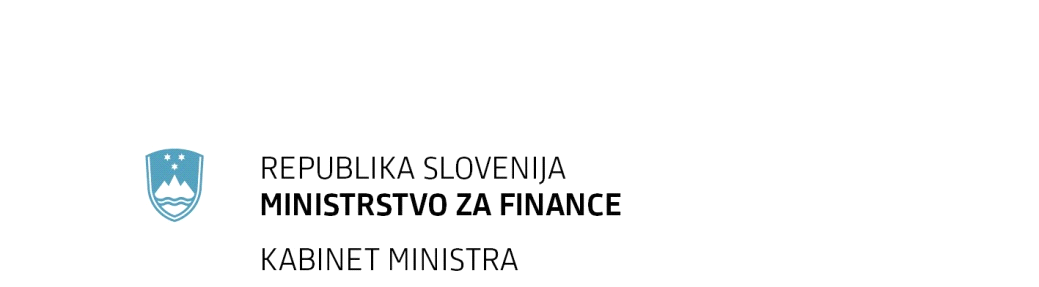 REPUBLIKA SLOVENIJA
MINISTRSTVO ZA FINANCE
KABINET MINISTRA